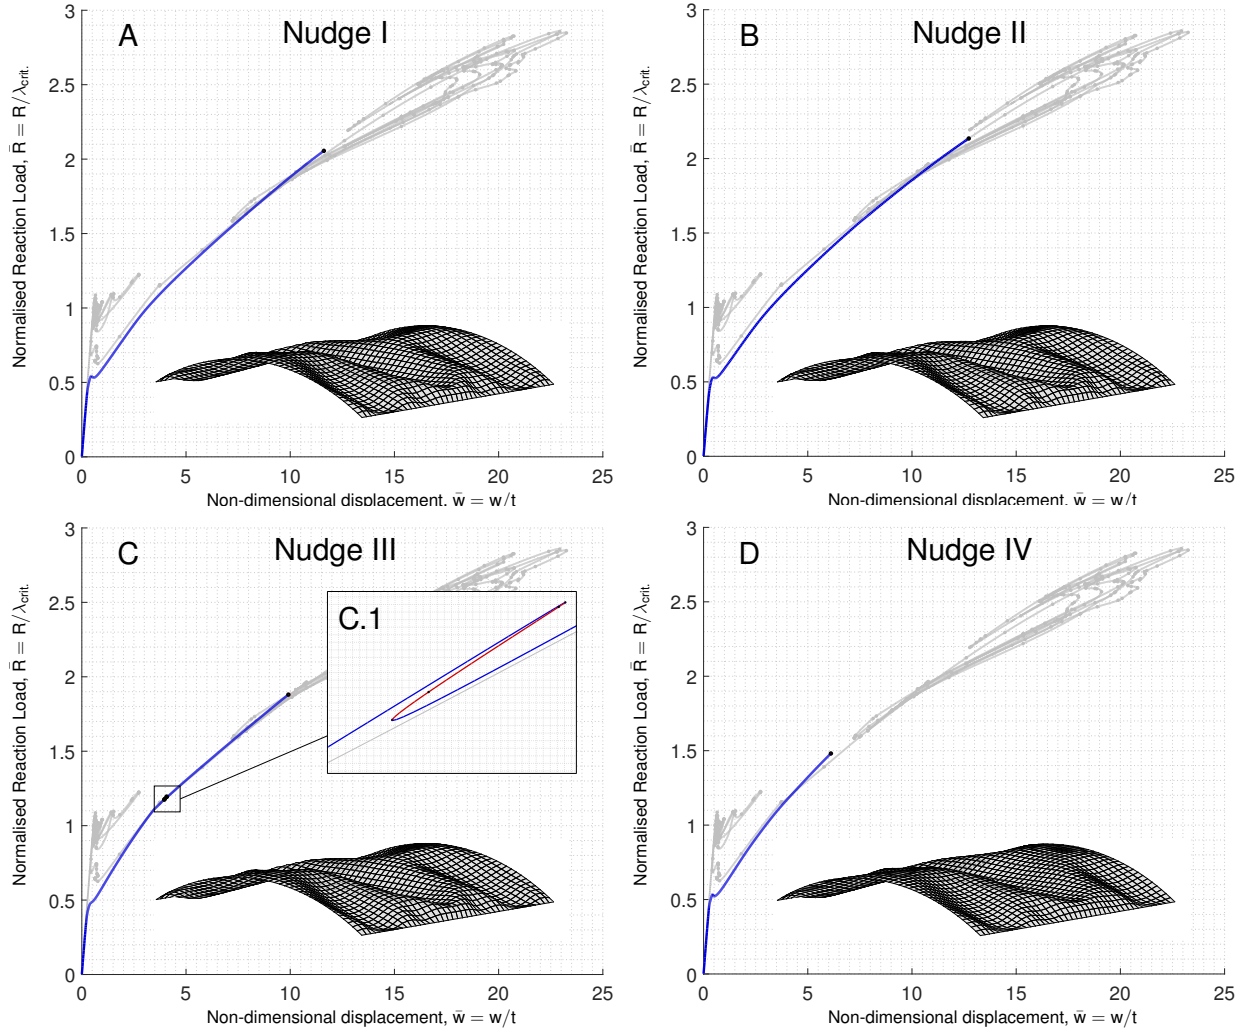 A
Nudge I
Normalised Reaction Load, R̄ = R/λcrit.
3
2.5
2
1.5
1
0.5
0
0 5 10 15 20 25
Non-dimensional displacement, w̄ = w/t
B
Nudge II
Normalised Reaction Load, R̄ = R/λcrit.
3
2.5
2
1.5
1
0.5
0
0 5 10 15 20 25
Non-dimensional displacement, w̄ = w/t
C
Nudge III
C.1
Normalised Reaction Load, R̄ = R/λcrit.
3
2.5
2
1.5
1
0.5
0
0 5 10 15 20 25
Non-dimensional displacement, w̄ = w/t
D
Nudge IV
Normalised Reaction Load, R̄ = R/λcrit.
3
2.5
2
1.5
1
0.5
0
0 5 10 15 20 25
Non-dimensional displacement, w̄ = w/t